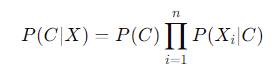 P(C|X) = P(C) ∏_{i=1}^{n} P(X_i|C)